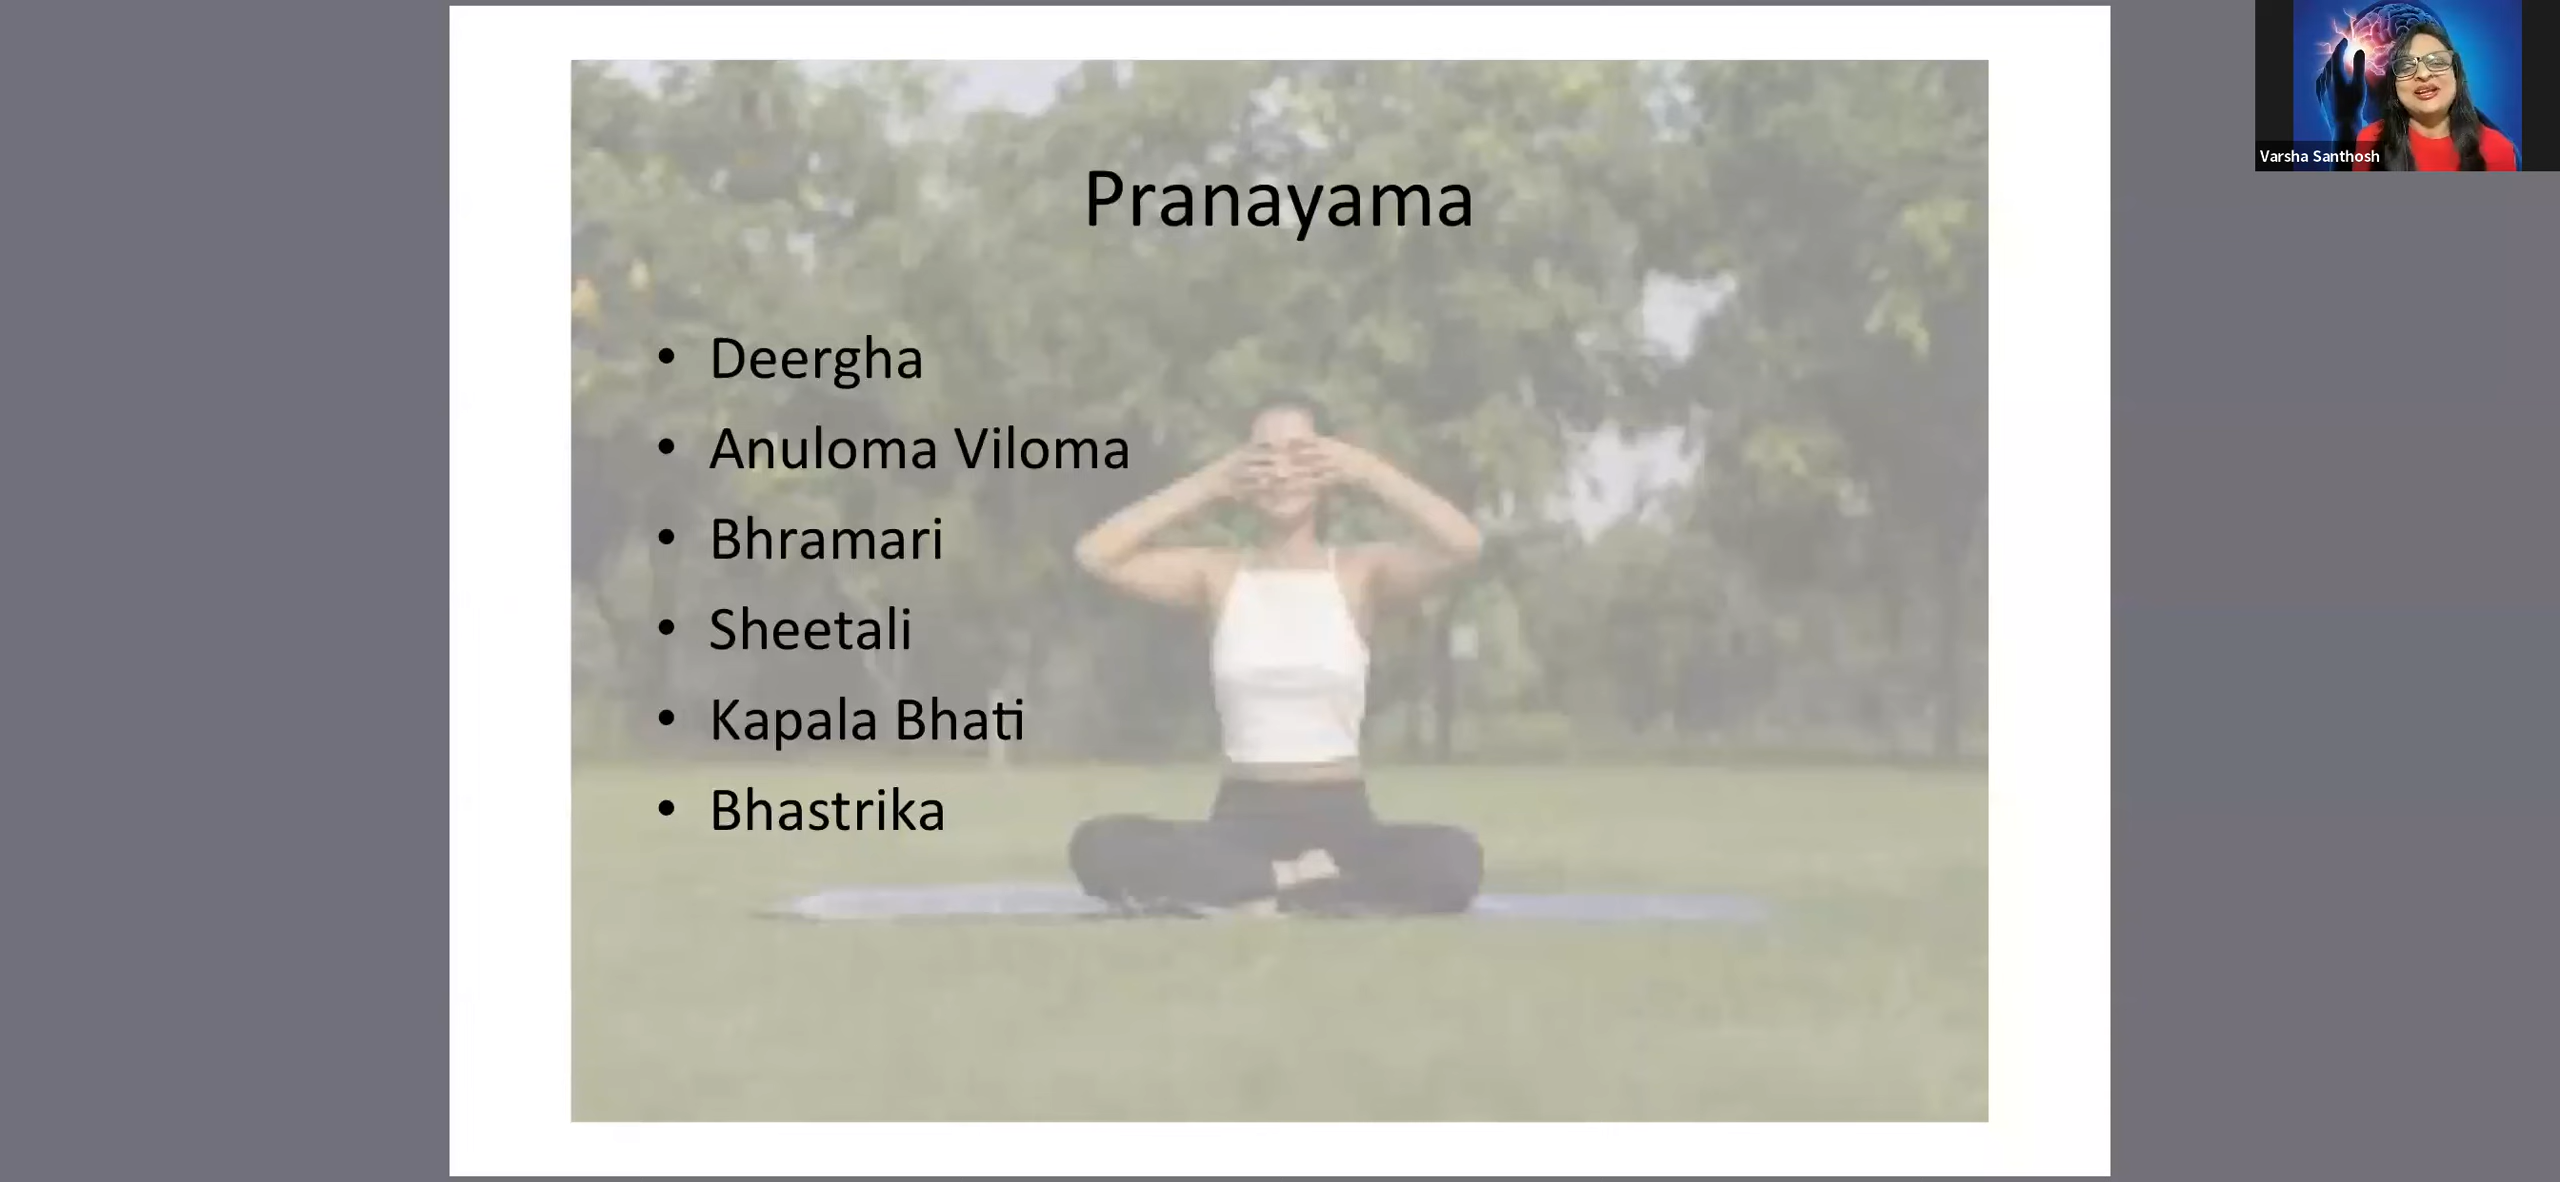 Pranayama
• Deergha
• Anuloma Viloma
• Bhramari
• Sheetali
• Kapala Bhati
• Bhastrika
Varsha Santhosh